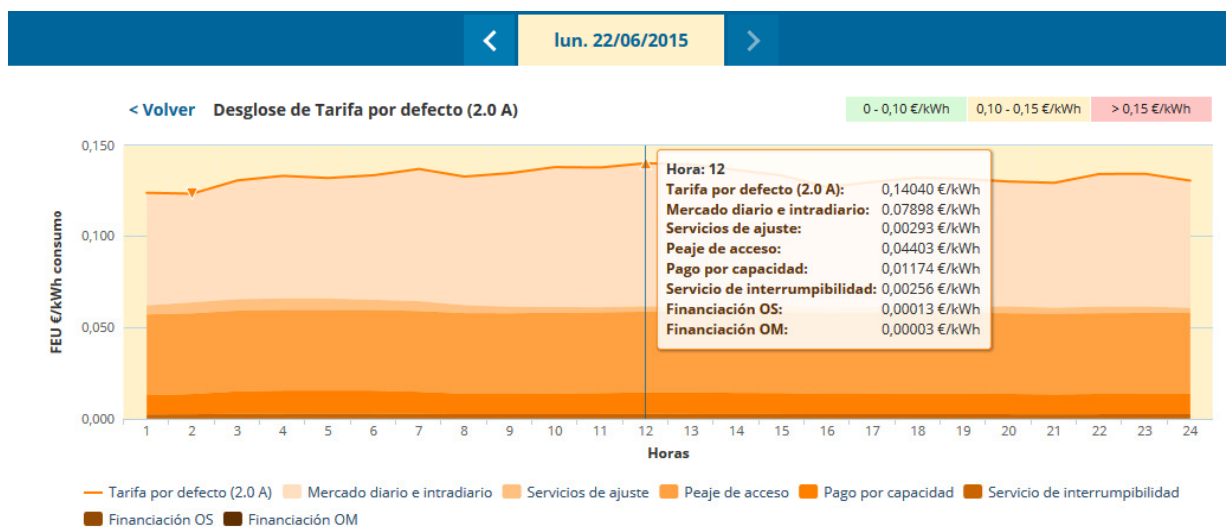 lun. 22/06/2015
< Volver Desglose de Tarifa por defecto (2.0 A)
0 - 0,10 €/kWh 0,10 - 0,15 €/kWh > 0,15 €/kWh
FEU €/kWh consumo
0,150
0,100
0,050
0,000
Hora: 12
Tarifa por defecto (2.0 A): 0,14040 €/kWh
Mercado diario e intradiario: 0,07898 €/kWh
Servicios de ajuste: 0,00293 €/kWh
Peaje de acceso: 0,04403 €/kWh
Pago por capacidad: 0,01174 €/kWh
Servicio de interrumpibilidad: 0,00256 €/kWh
Financiación OS: 0,00013 €/kWh
Financiación OM: 0,00003 €/kWh
1 2 3 4 5 6 7 8 9 10 11 12 13 14 15 16 17 18 19 20 21 22 23 24
Horas
Tarifa por defecto (2.0 A) Mercado diario e intradiario Servicios de ajuste Peaje de acceso Pago por capacidad Servicio de interrumpibilidad
Financiación OS Financiación OM